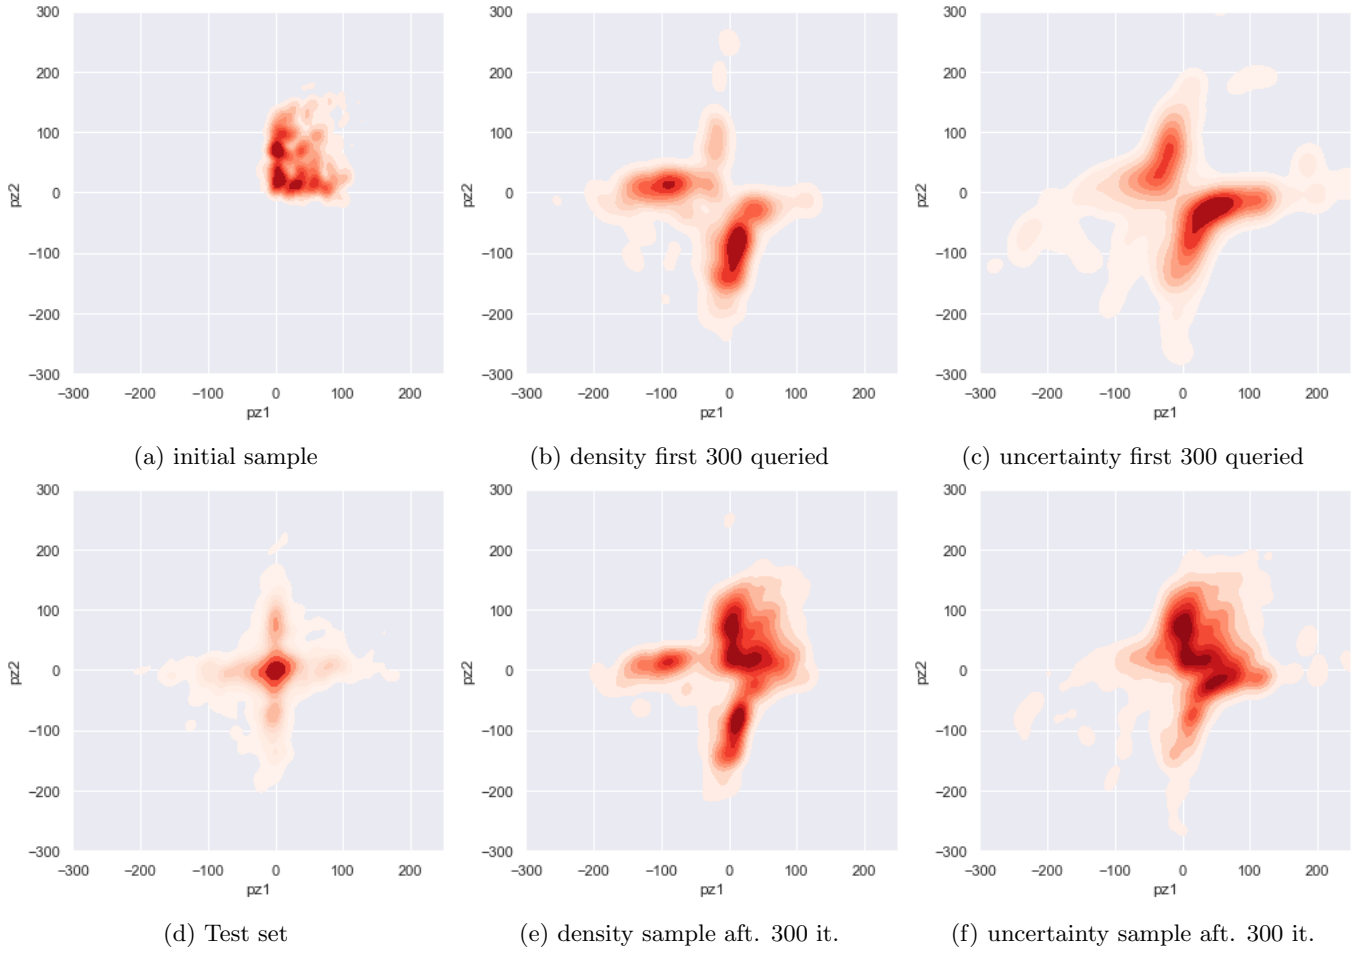 300
200
100
0
−100
−200
−300
pz2
−300 −200 −100 0 100 200
pz1
(a) initial sample
300
200
100
0
−100
−200
−300
pz2
−300 −200 −100 0 100 200
pz1
(b) density first 300 queried
300
200
100
0
−100
−200
−300
pz2
−300 −200 −100 0 100 200
pz1
(c) uncertainty first 300 queried
300
200
100
0
−100
−200
−300
pz2
−300 −200 −100 0 100 200
pz1
(d) Test set
300
200
100
0
−100
−200
−300
pz2
−300 −200 −100 0 100 200
pz1
(e) density sample aft. 300 it.
300
200
100
0
−100
−200
−300
pz2
−300 −200 −100 0 100 200
pz1
(f) uncertainty sample aft. 300 it.